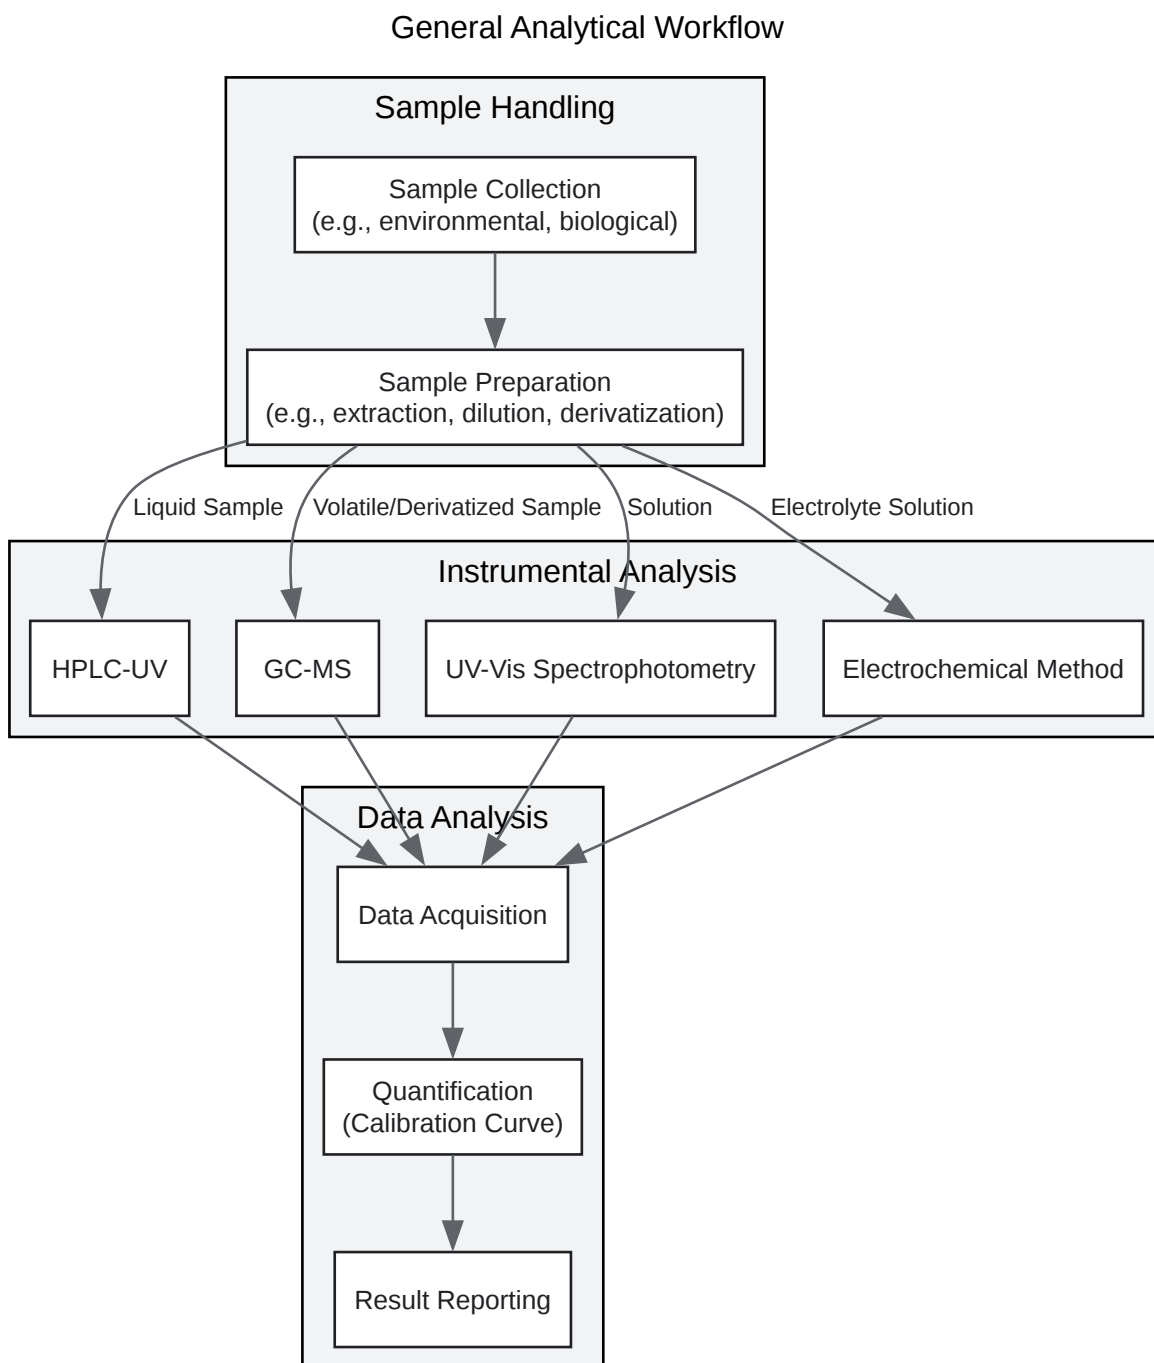 General Analytical Workflow
Sample Handling
Sample Collection
(e.g., environmental, biological)
Sample Preparation
(e.g., extraction, dilution, derivatization)
Liquid Sample
Volatile/Derivatized Sample
Solution
Electrolyte Solution
Instrumental Analysis
HPLC-UV
GC-MS
UV-Vis Spectrophotometry
Electrochemical Method
Data Analysis
Data Acquisition
Quantification
(Calibration Curve)
Result Reporting